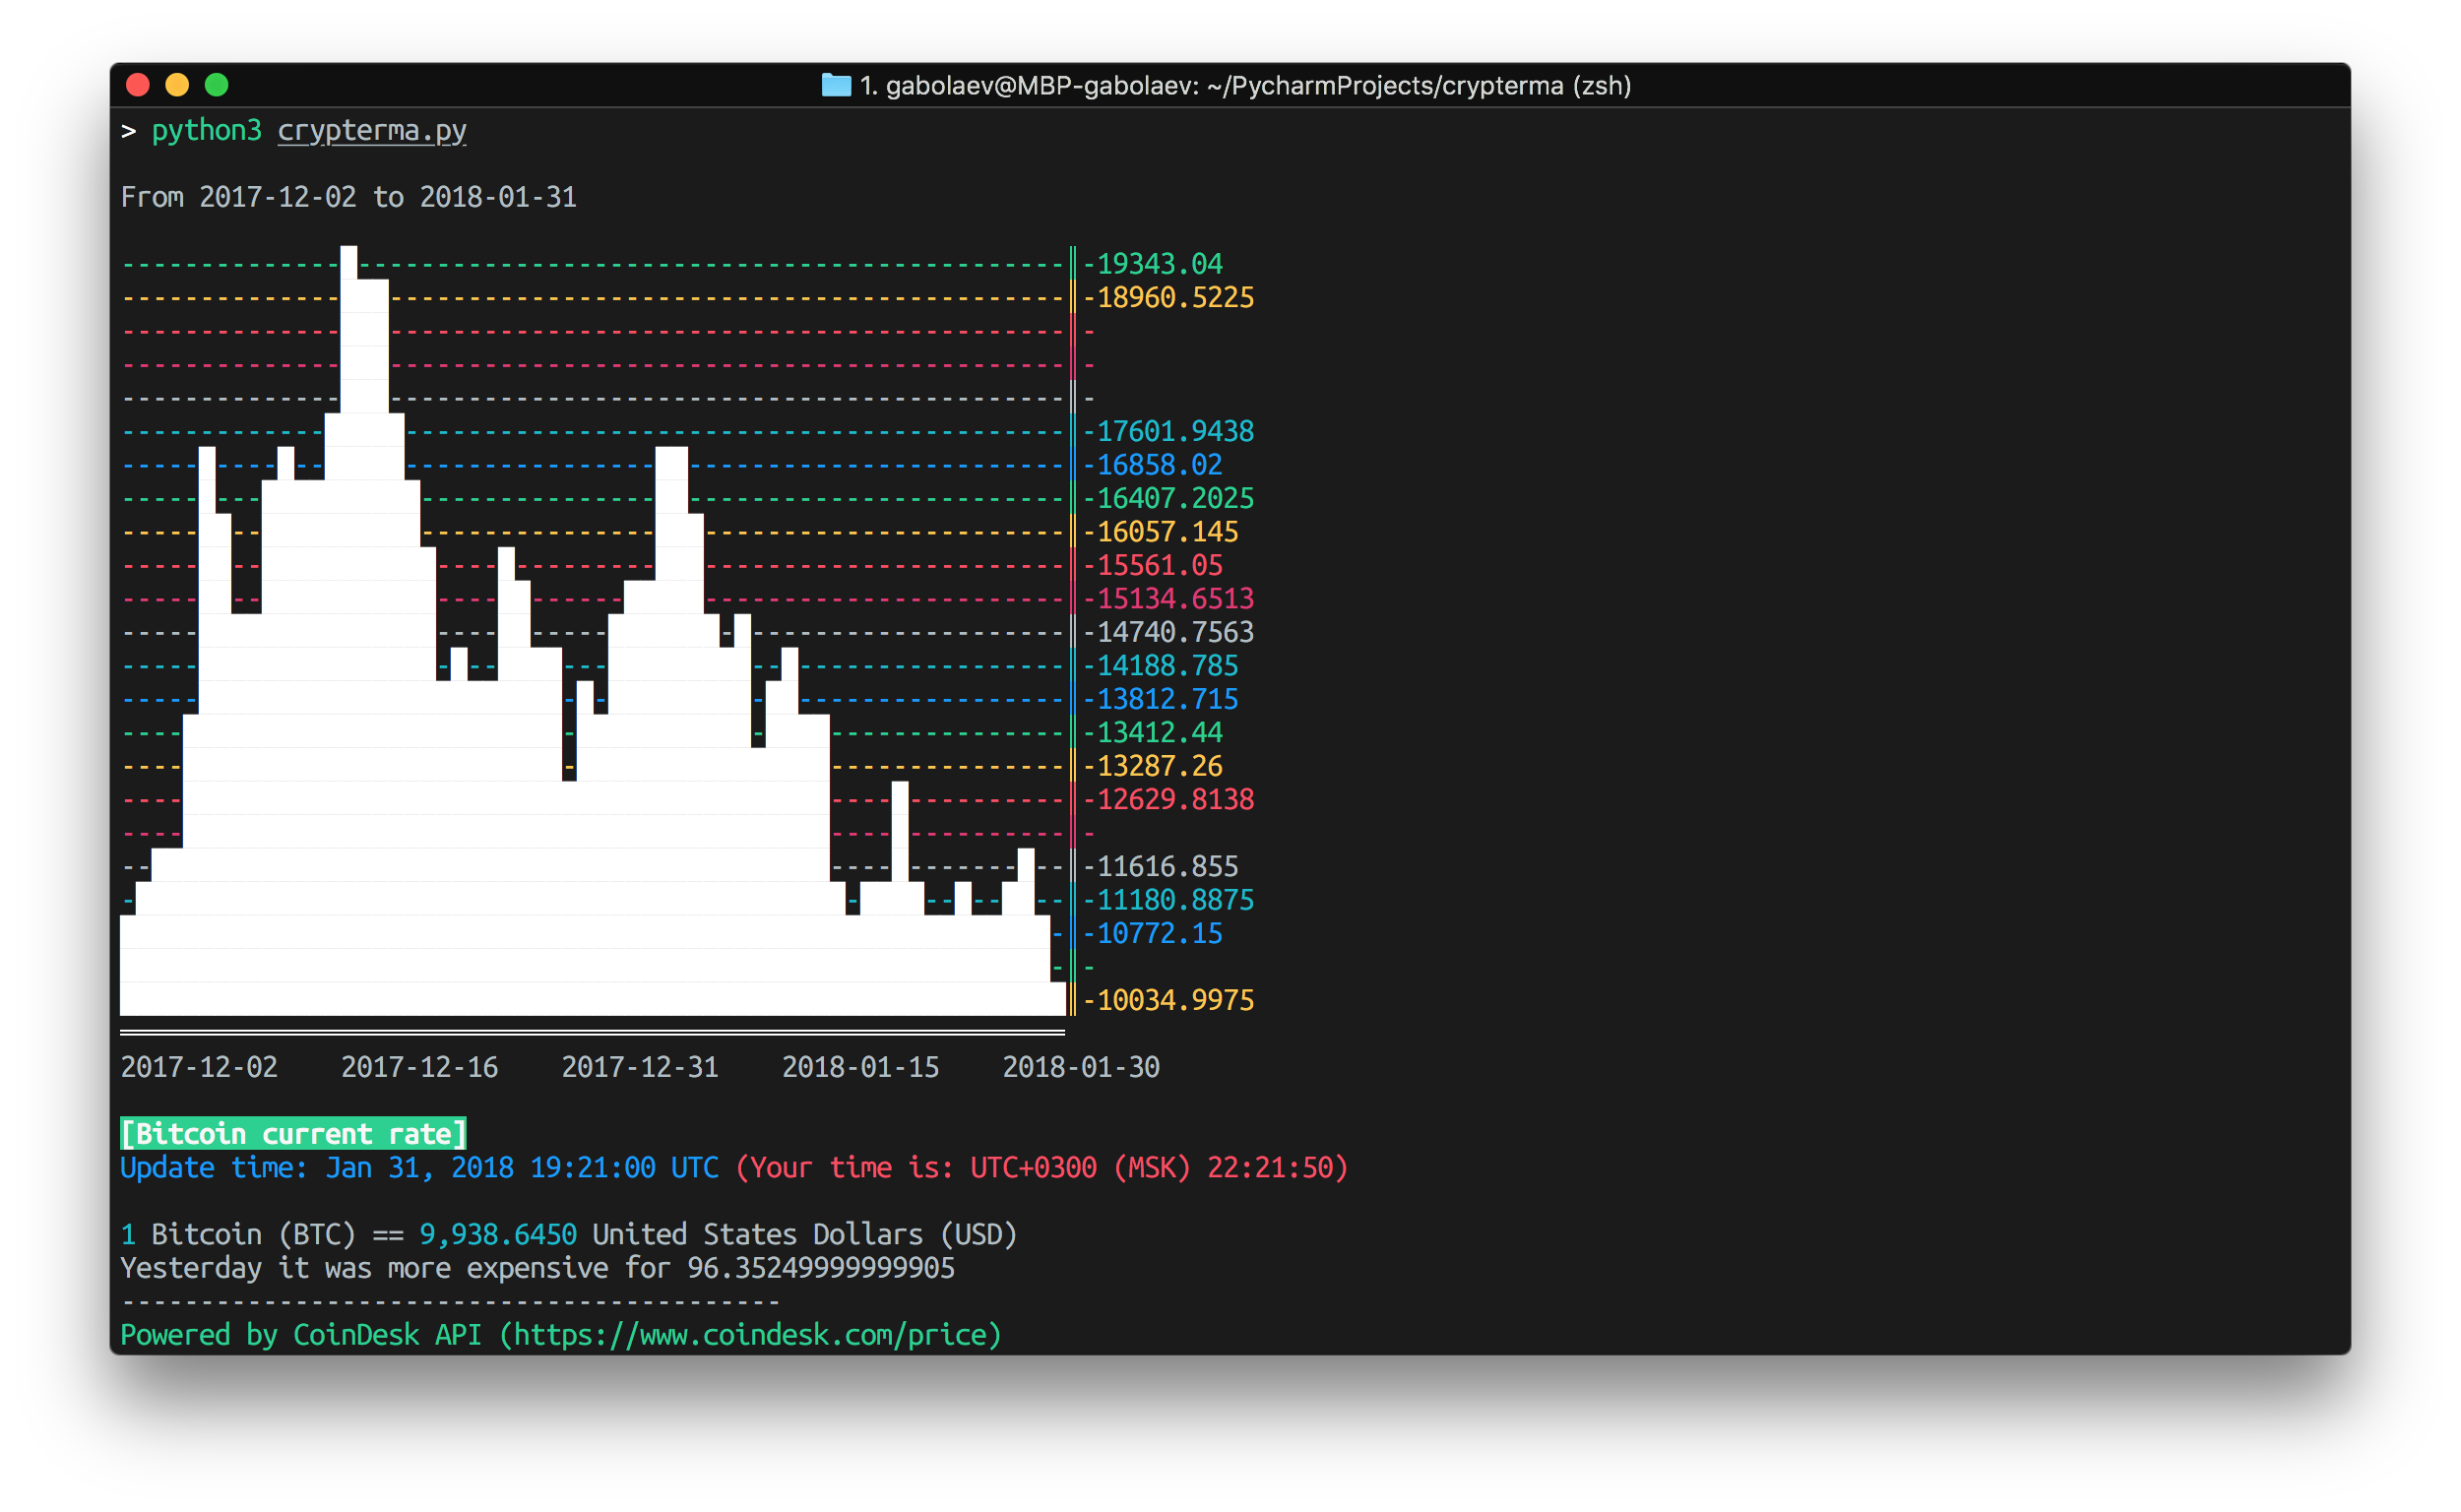 1. gabolaev@MBP-gabolaev: ~/PycharmProjects/crypterma (zsh)
> python3 crypterma.py
From 2017-12-02 to 2018-01-31
-19343.04
-18960.5225
-
-
-
-17601.9438
-16858.02
-16407.2025
-16057.145
-15561.05
-15134.6513
-14740.7563
-14188.785
-13812.715
-13412.44
-13287.26
-12629.8138
-
-11616.855
-11180.8875
-10772.15
-
-10034.9975
2017-12-02 2017-12-16 2017-12-31 2018-01-15 2018-01-30
[Bitcoin current rate]
Update time: Jan 31, 2018 19:21:00 UTC (Your time is: UTC+0300 (MSK) 22:21:50)
1 Bitcoin (BTC) == 9,938.6450 United States Dollars (USD)
Yesterday it was more expensive for 96.35249999999905
------------------------------------------
Powered by CoinDesk API (https://www.coindesk.com/price)